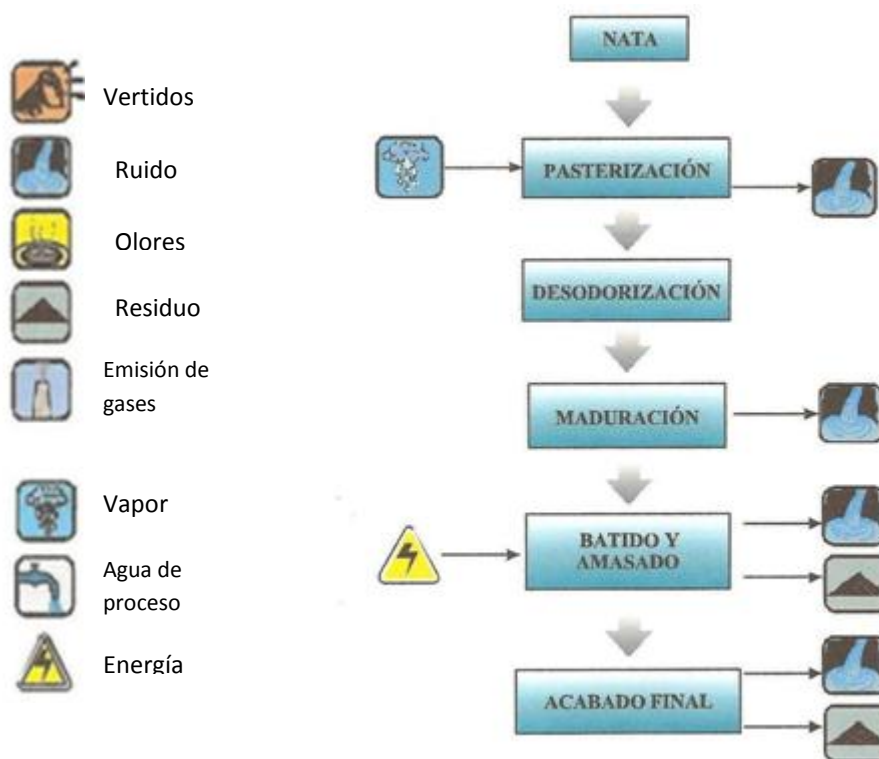 Vertidos
Ruido
Olores
Residuo
Emisión de
gases
Vapor
Agua de
proceso
Energía
NATA
PASTERIZACIÓN
DESODORIZACIÓN
MADURACIÓN
BATIDO Y
AMASADO
ACABADO FINAL